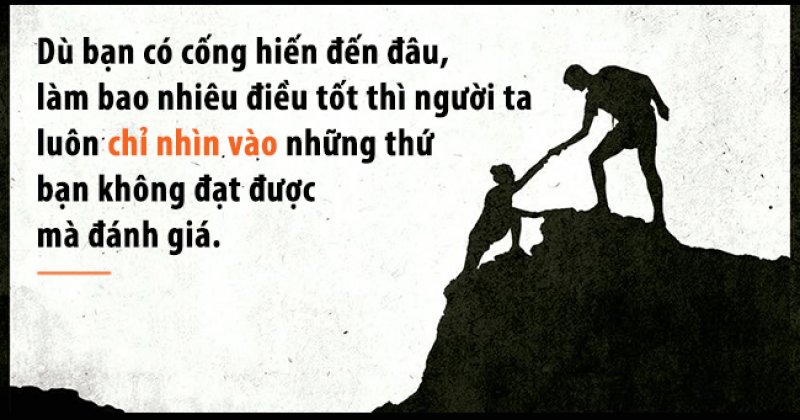 Dù bạn có cống hiến đến đâu,
làm bao nhiêu điều tốt thì người ta
luôn chỉ nhìn vào những thứ
bạn không đạt được
mà đánh giá.